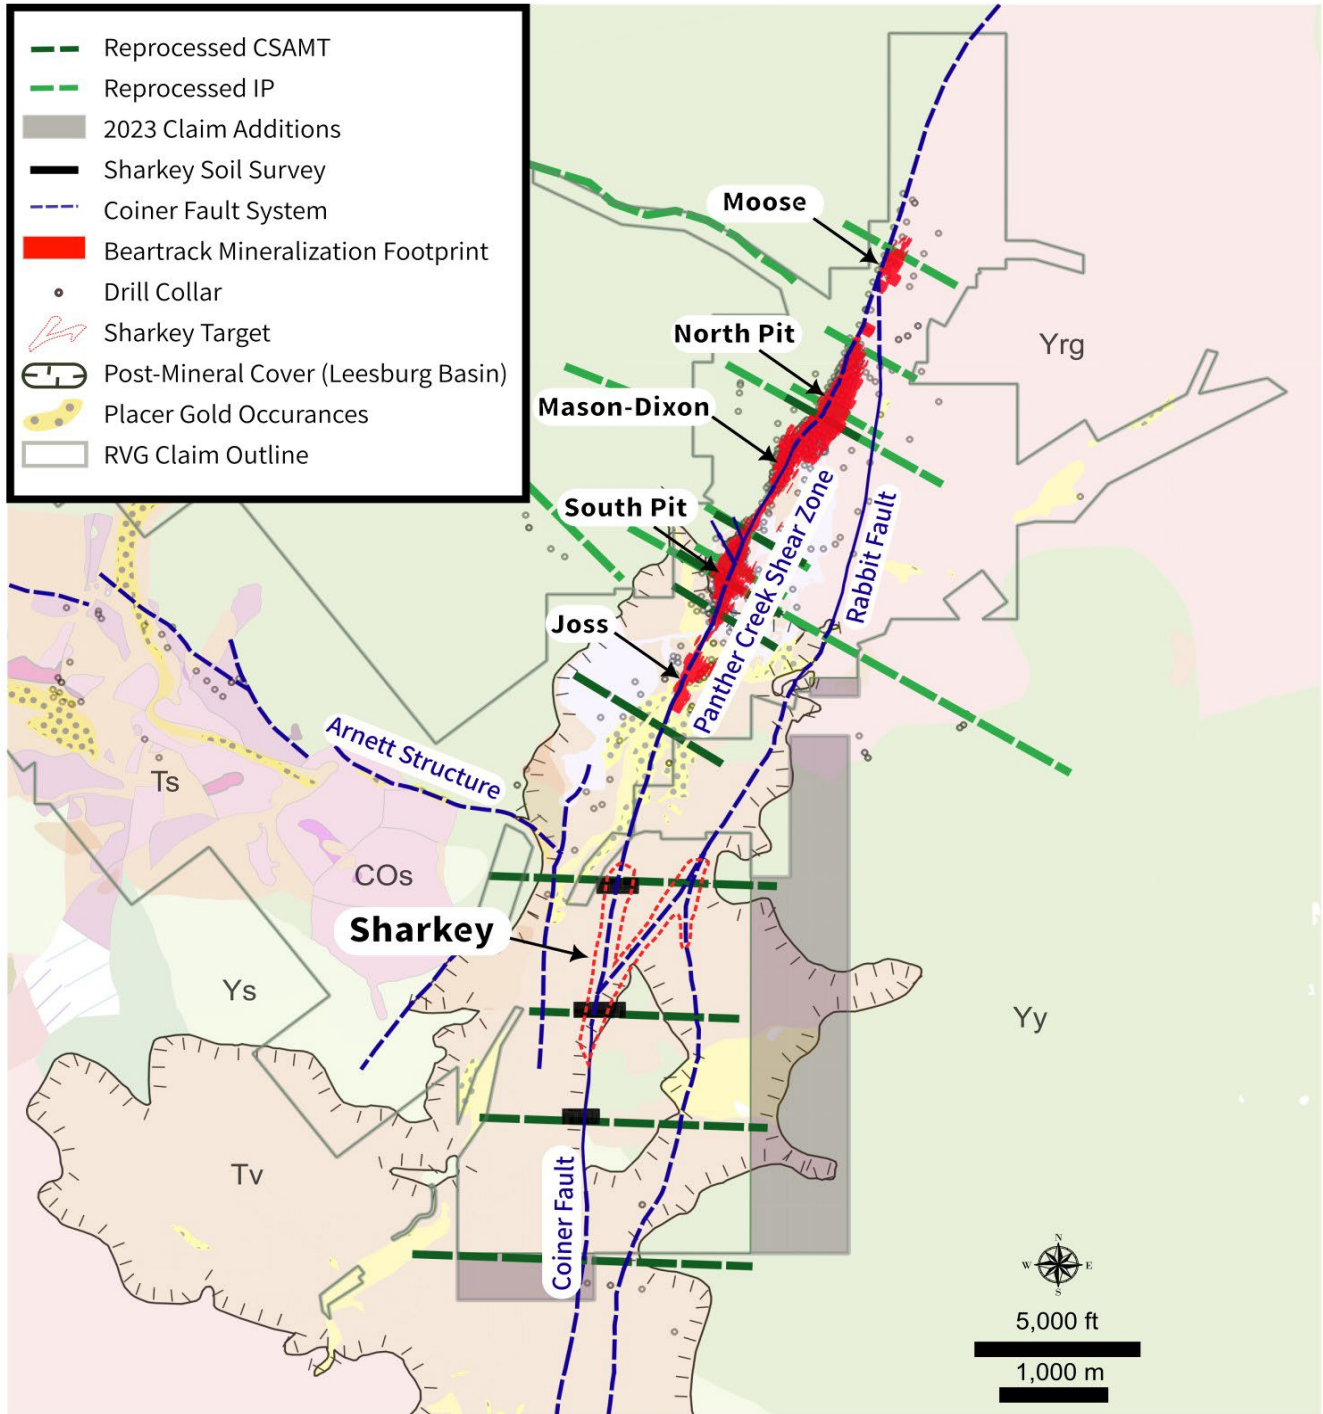 Reprocessed CSAMT
Reprocessed IP
2023 Claim Additions
Sharkey Soil Survey
Coiner Fault System
Beartrack Mineralization Footprint
Drill Collar
Sharkey Target
Post-Mineral Cover (Leesburg Basin)
Placer Gold Occurances
RVG Claim Outline
Moose
North Pit
Yrg
Mason-Dixon
South Pit
Panther Creek Shear Zone
Rabbit Fault
Joss
Arnett Structure
Ts
COs
Sharkey
Ys
Yy
Tv
Coiner Fault
N
W
E
S
5,000 ft
1,000 m